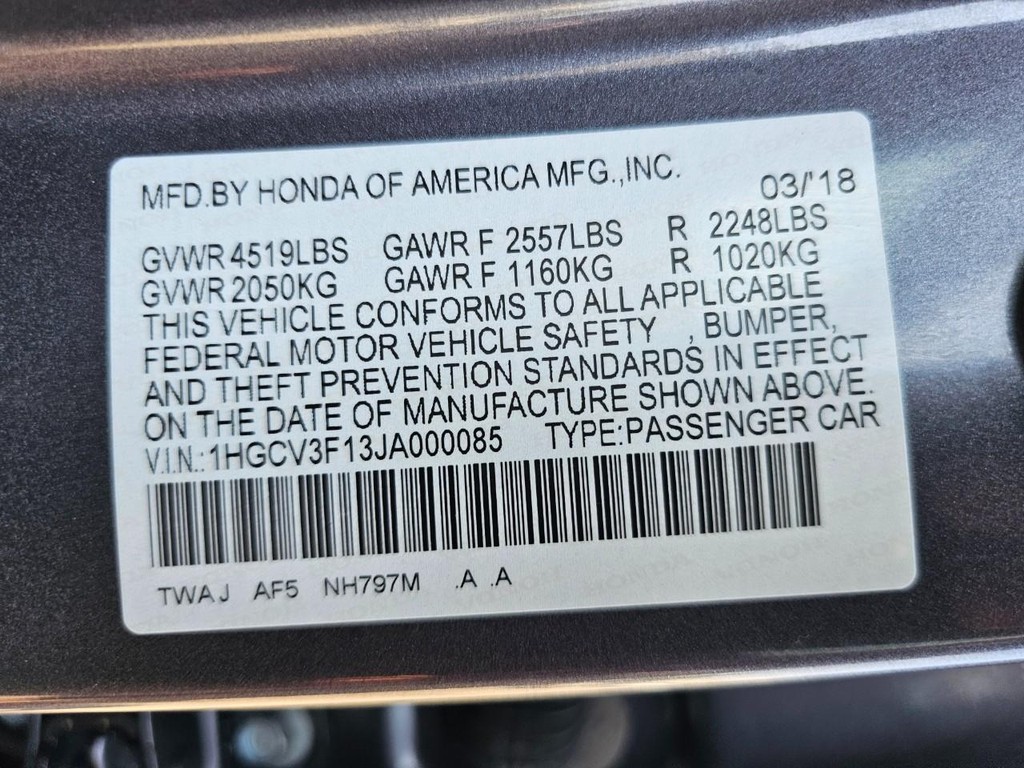 MFD.BY HONDA OF AMERICA MFG.,INC. 03/'18
GVWR 4519LBS GAWR F 2557LBS R 2248LBS
GVWR 2050KG GAWR F 1160KG R 1020KG
THIS VEHICLE CONFORMS TO ALL APPLICABLE
FEDERAL MOTOR VEHICLE SAFETY , BUMPER,
AND THEFT PREVENTION STANDARDS IN EFFECT
ON THE DATE OF MANUFACTURE SHOWN ABOVE.
V.I.N.:1HGCV3F13JA000085 TYPE:PASSENGER CAR
TWAJ AF5 NH797M .A .A